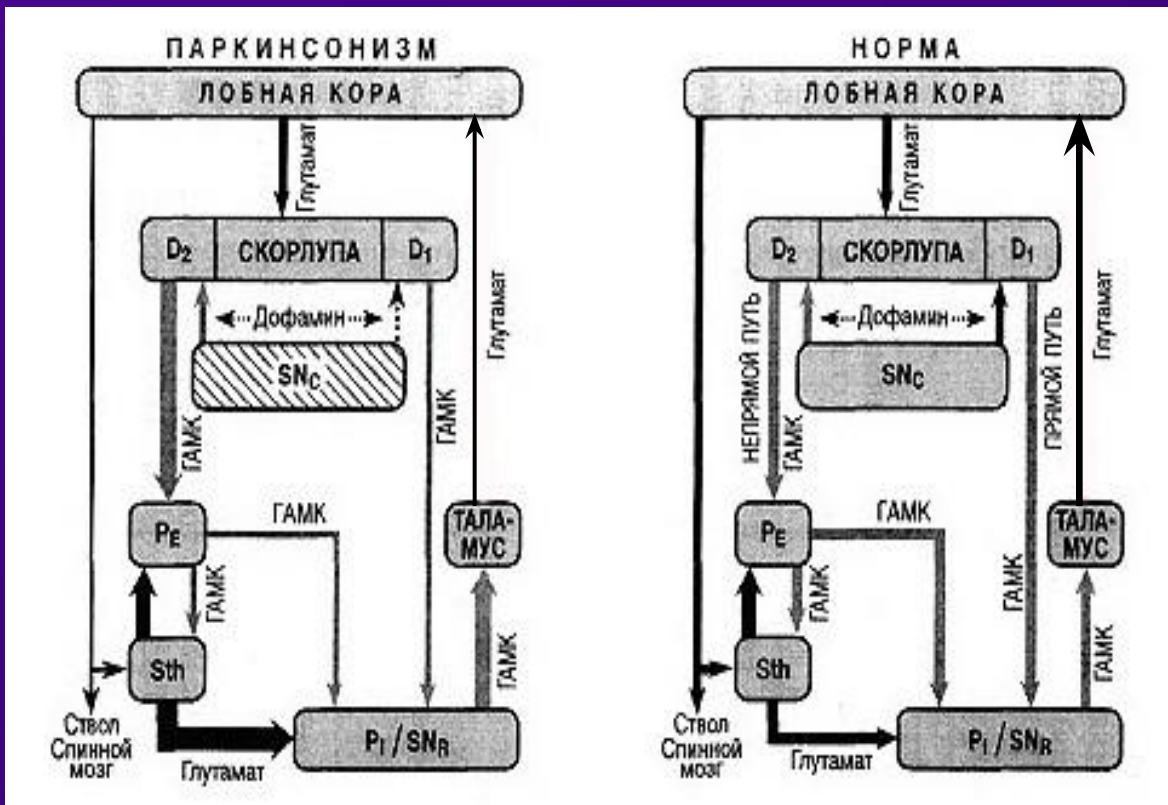 ПАРКИНСОНИЗМ
ЛОБНАЯ КОРА
Глутамат
D2 СКОРЛУПА D1
Дофамин
SNC
Глутамат
ГАМК
ГАМК
PE
ГАМК
ТАЛА-
МУС
ГАМК
Sth
ГАМК
Ствол
Спинной
мозг
Глутамат
PI / SNR
НОРМА
ЛОБНАЯ КОРА
Глутамат
D2 СКОРЛУПА D1
Дофамин
SNC
Глутамат
НЕПРЯМОЙ ПУТЬ
ГАМК
ПРЯМОЙ ПУТЬ
PE
ГАМК
ТАЛА-
МУС
ГАМК
ГАМК
Sth
ГАМК
Ствол
Спинной
мозг
Глутамат
PI / SNR